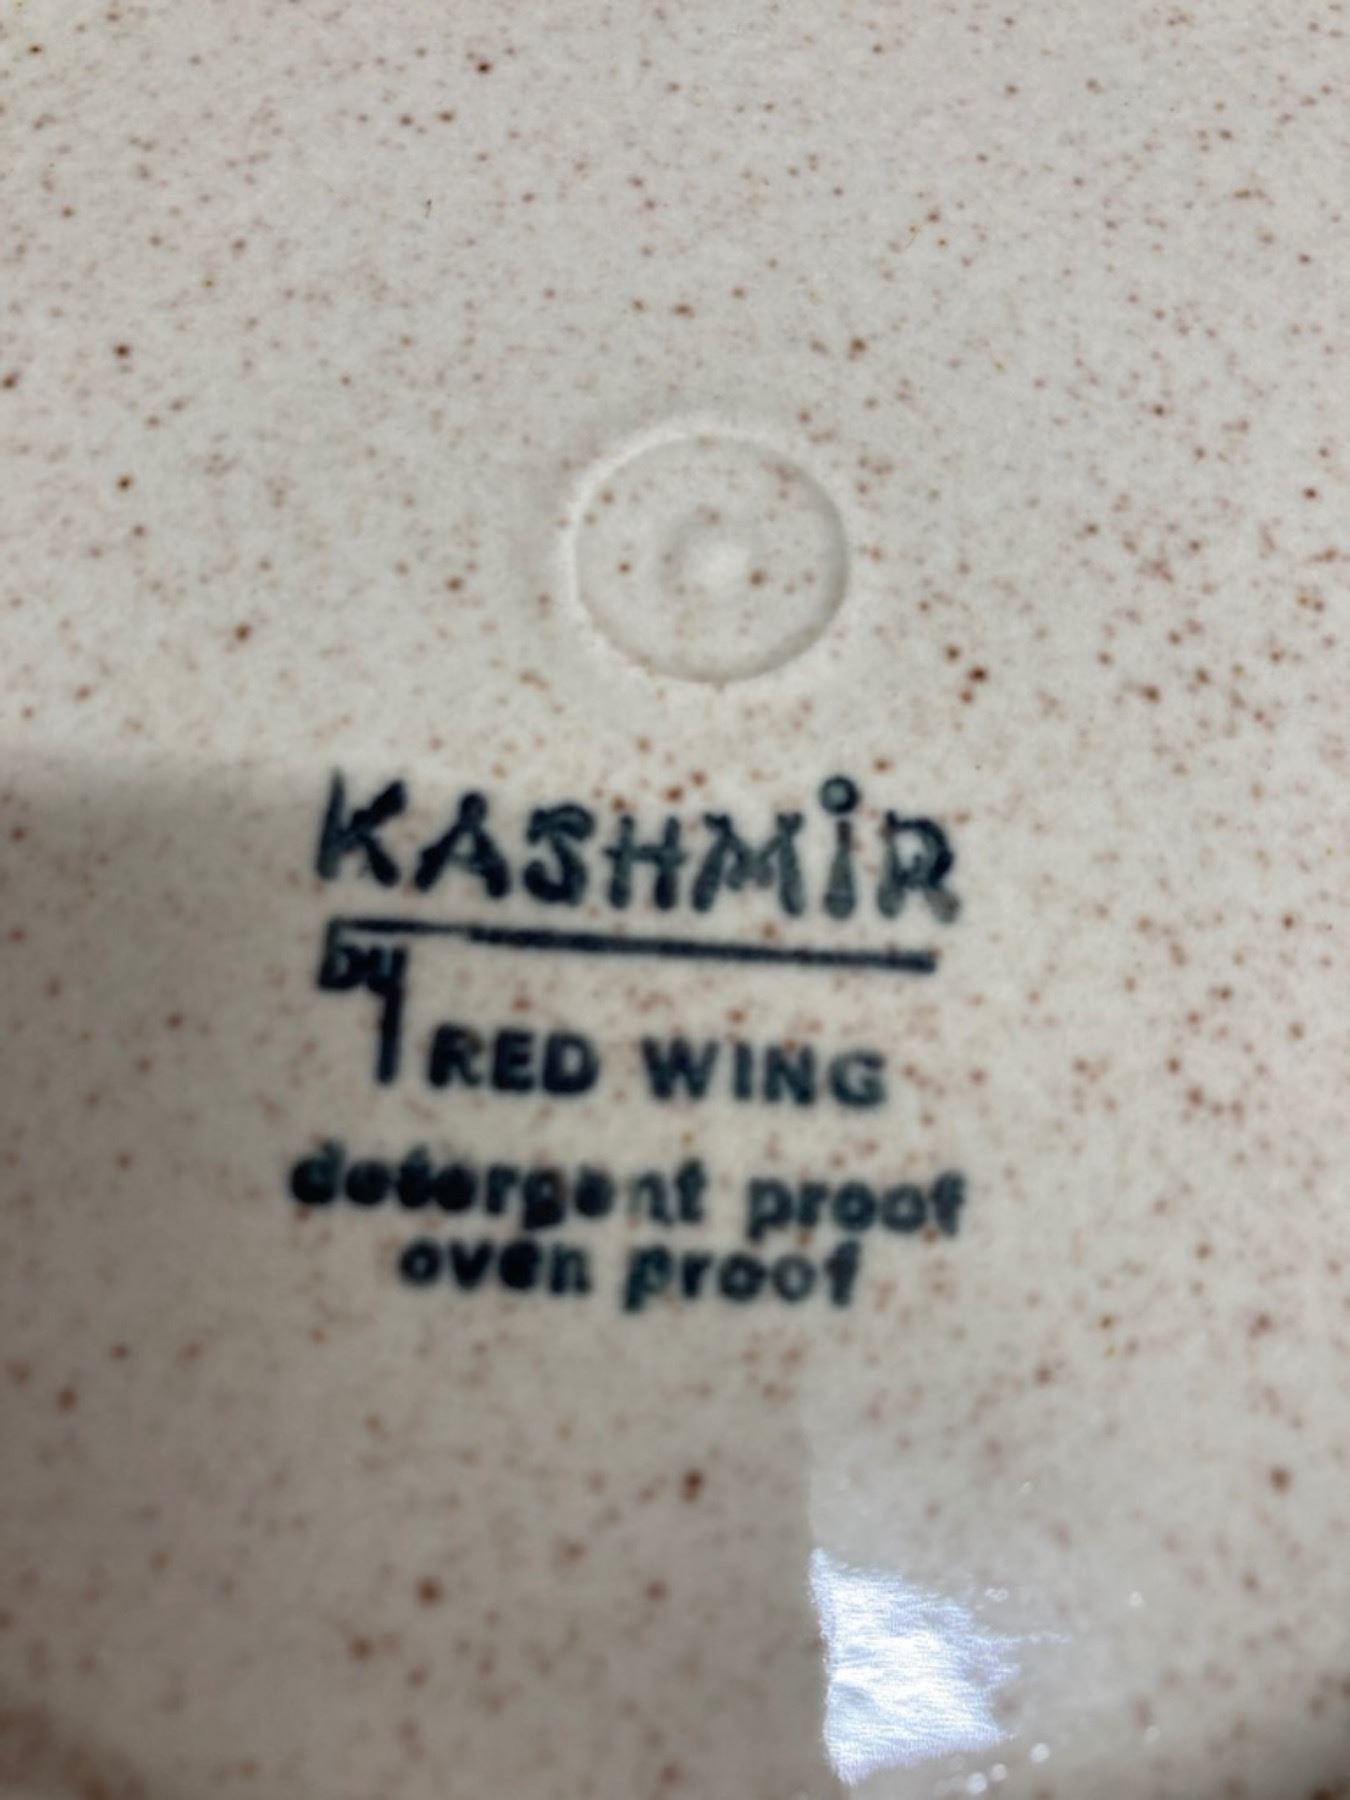 KASHMiR
by
RED WING
detergent proof
oven proof